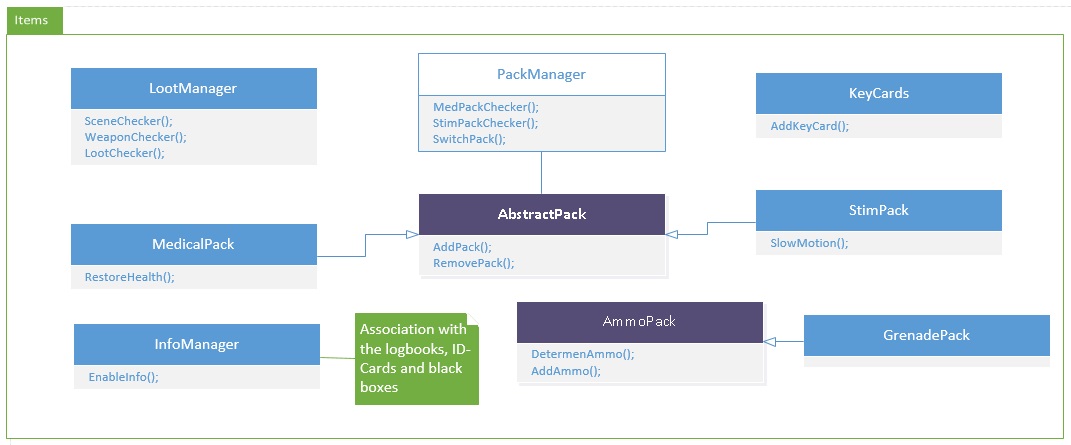 Items
LootManager
SceneChecker();
WeaponChecker();
LootChecker();
PackManager
MedPackChecker();
StimPackChecker();
SwitchPack();
KeyCards
AddKeyCard();
AbstractPack
AddPack();
RemovePack();
MedicalPack
RestoreHealth();
StimPack
SlowMotion();
InfoManager
EnableInfo();
Association with
the logbooks, ID-
Cards and black
boxes
AmmoPack
DetermenAmmo();
AddAmmo();
GrenadePack